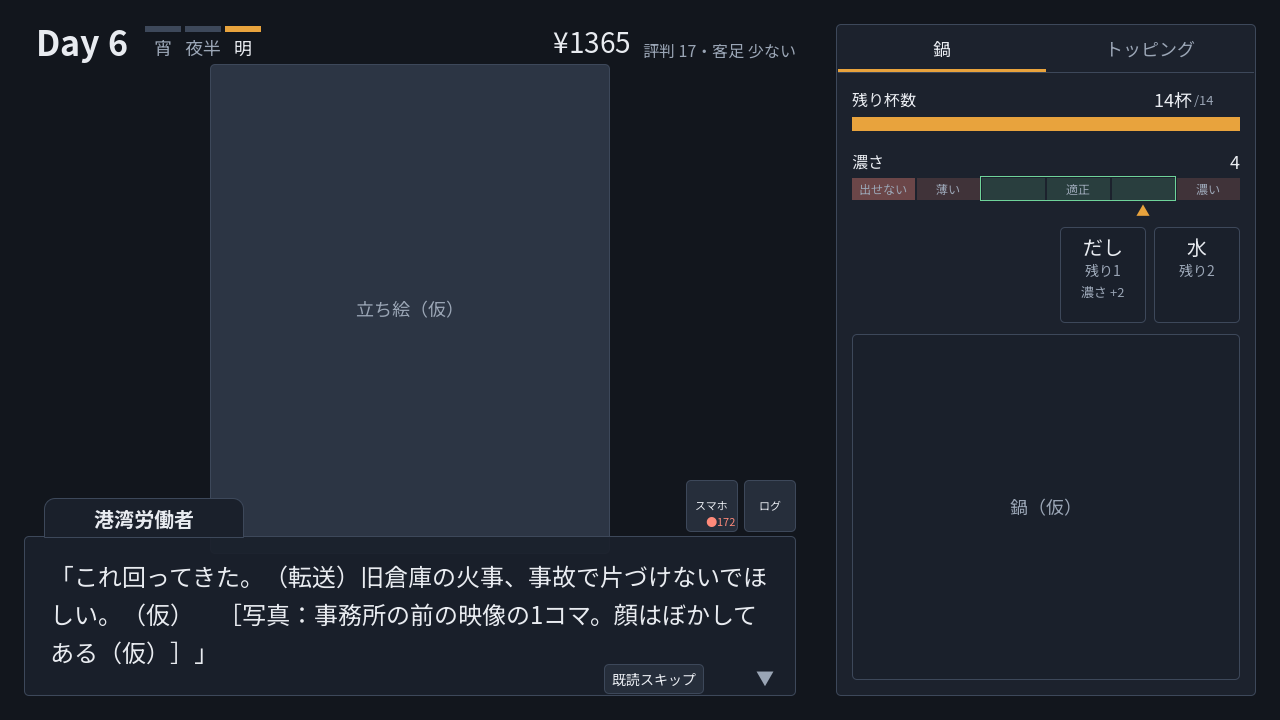 Day 6
宵 夜半 明
¥1365 評判 17・客足 少ない
立ち絵（仮）
スマホ
172
ログ
港湾労働者
「これ回ってきた。（転送）旧倉庫の火事、事故で片づけないでほ
しい。（仮）　［写真：事務所の前の映像の1コマ。顔はぼかして
ある（仮）］」
既読スキップ
▼
鍋 トッピング
残り杯数 14杯/14
濃さ 4
出せない 薄い 適正 濃い
だし
残り1
濃さ +2
水
残り2
鍋（仮）